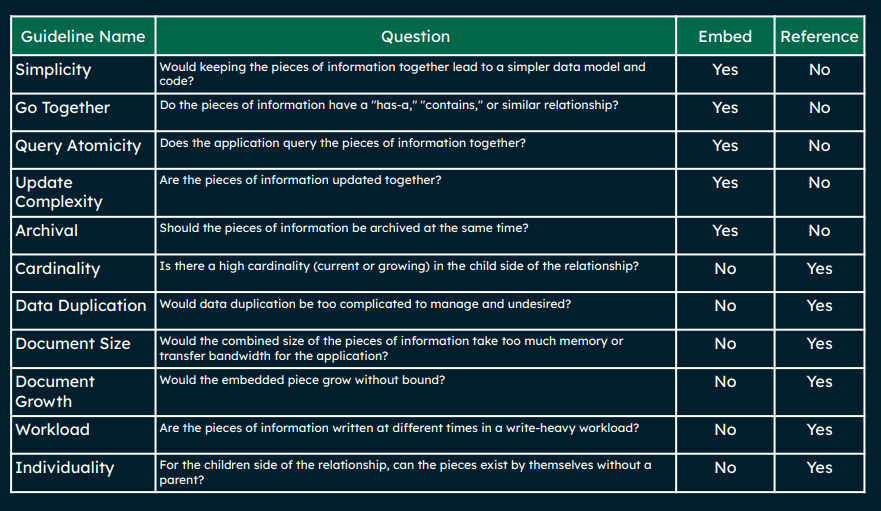 Guideline Name Question Embed Reference
Simplicity Would keeping the pieces of information together lead to a simpler data model and Yes No
code?
Go Together Do the pieces of information have a "has-a," "contains," or similar relationship? Yes No
Query Atomicity Does the application query the pieces of information together? Yes No
Update Are the pieces of information updated together? Yes No
Complexity
Archival Should the pieces of information be archived at the same time? Yes No
Cardinality Is there a high cardinality (current or growing) in the child side of the relationship? No Yes
Data Duplication Would data duplication be too complicated to manage and undesired? No Yes
Document Size Would the combined size of the pieces of information take too much memory or No Yes
transfer bandwidth for the application?
Document Would the embedded piece grow without bound? No Yes
Growth
Workload Are the pieces of information written at different times in a write-heavy workload? No Yes
Individuality For the children side of the relationship, can the pieces exist by themselves without a No Yes
parent?